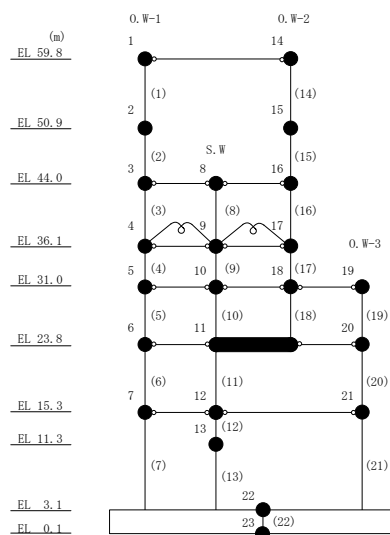 O.W-1 O.W-2
(m)
EL 59.8 1 14
(1) (14)
EL 50.9 2 15
(2) (15)
S.W
EL 44.0 3 8 16
(3) (8) (16)
EL 36.1 4 9 17
O.W-3
(4) (9) (17)
EL 31.0 5 10 18 19
(5) (10) (18) (19)
EL 23.8 6 11 20
(6) (11) (20)
EL 15.3 7 12 21
(12)
EL 11.3 13
(7) (13) (21)
EL 3.1 22
EL 0.1 23 (22)